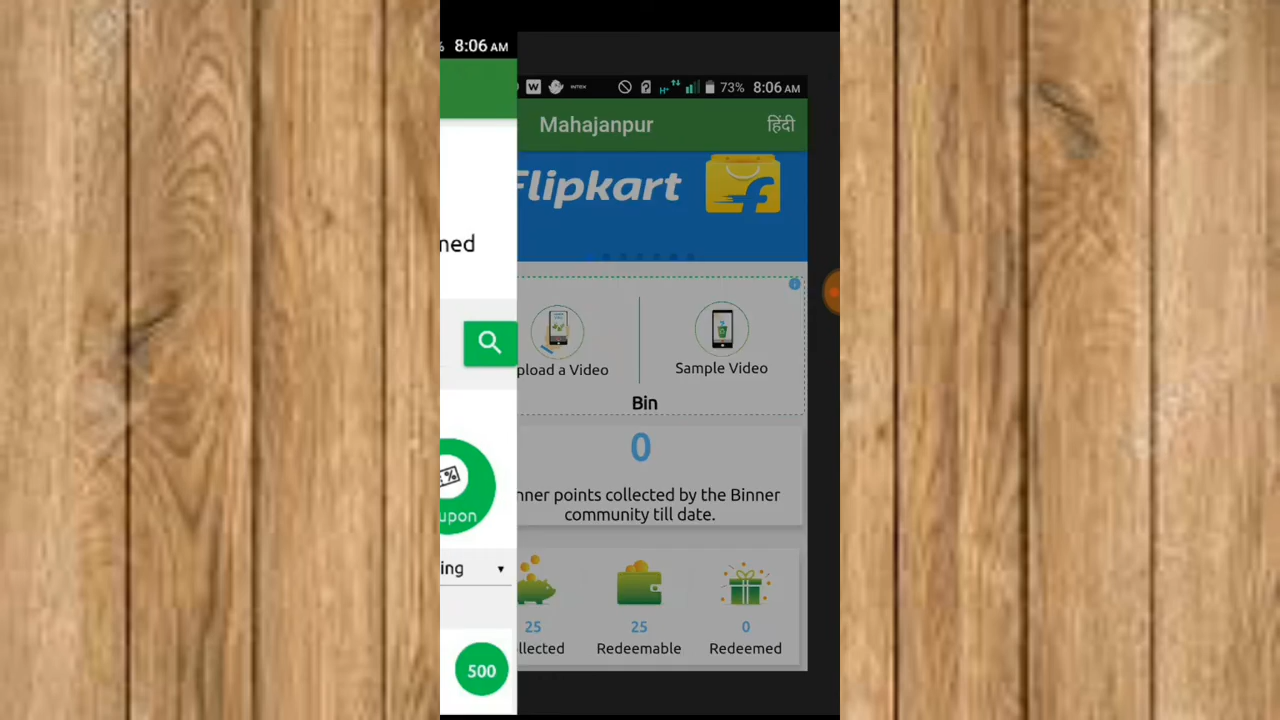 8:06 AM
ned
upon
ing
500
W
73% 8:06 AM
Mahajanpur
हिंदी
Flipkart
pload a Video
Sample Video
Bin
0
nner points collected by the Binner
community till date.
25
25
0
llected
Redeemable
Redeemed